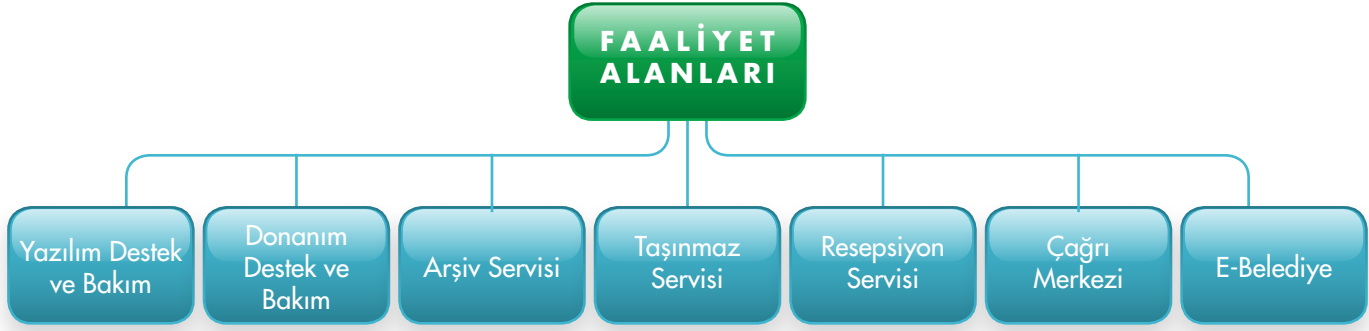 FAALİYET
ALANLARI
Yazılım Destek
ve Bakım
Donanım
Destek ve
Bakım
Arşiv Servisi
Taşınmaz
Servisi
Resepsiyon
Servisi
Çağrı
Merkezi
E-Belediye